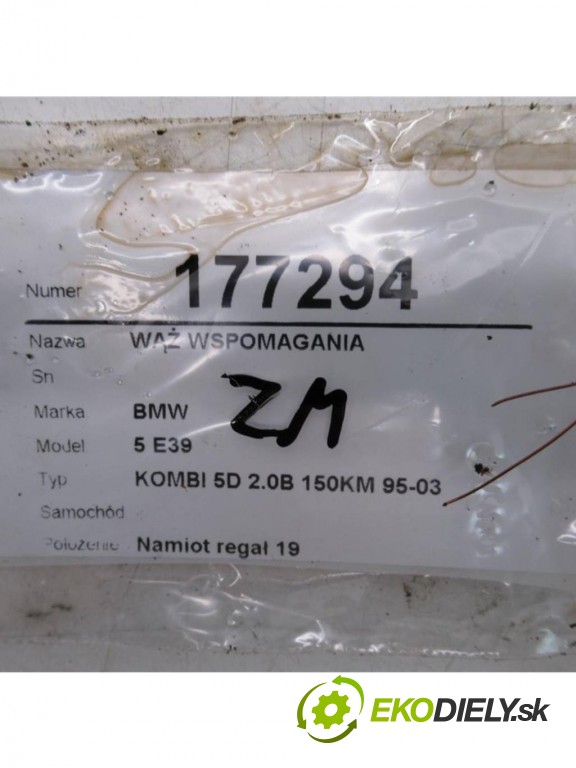 Numer 177294
Nazwa WĄŻ WSPOMAGANIA
Sn
Marka BMW ZM
Model 5 E39
Typ KOMBI 5D 2.0B 150KM 95-03
Samochód
Położenie Namiot regał 19
EKODIELY.sk